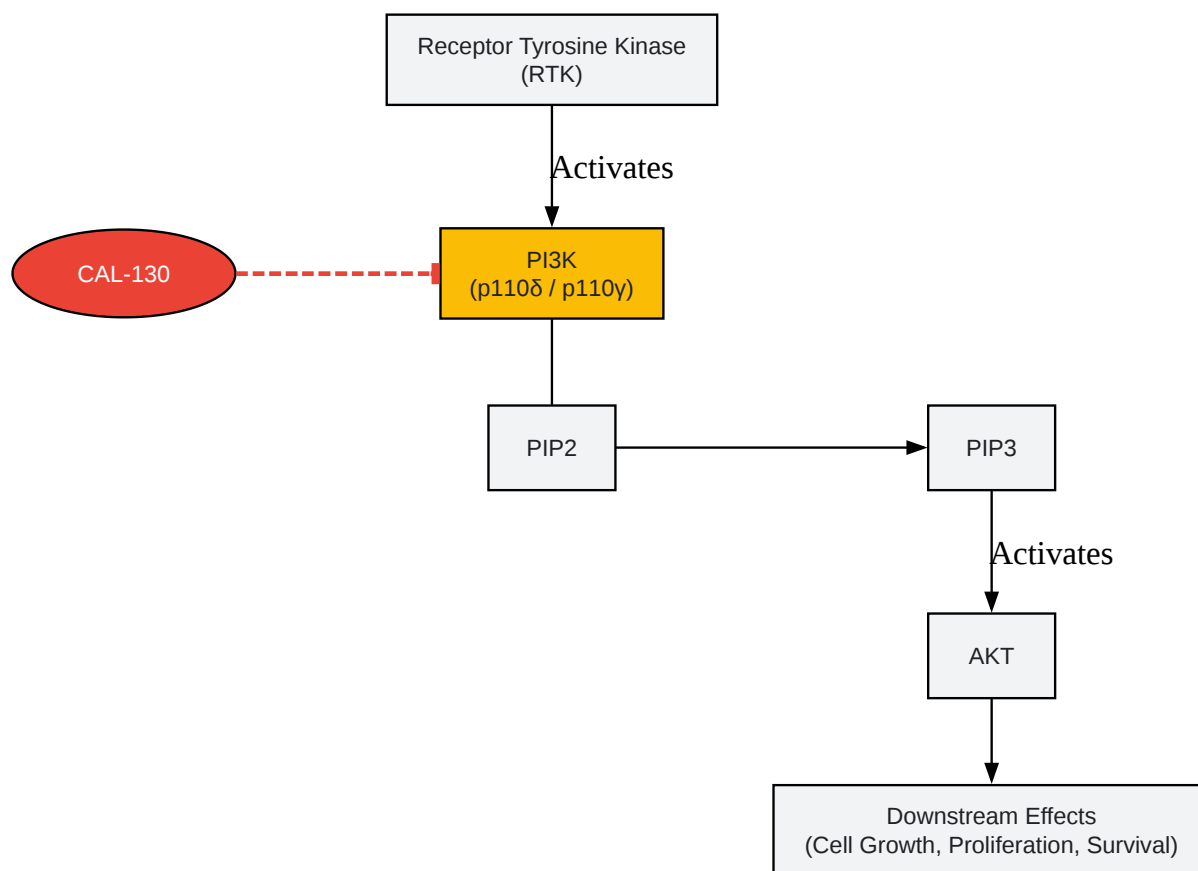 Receptor Tyrosine Kinase
(RTK)
Activates
CAL-130
PI3K
(p110δ / p110γ)
PIP2
PIP3
Activates
AKT
Downstream Effects
(Cell Growth, Proliferation, Survival)